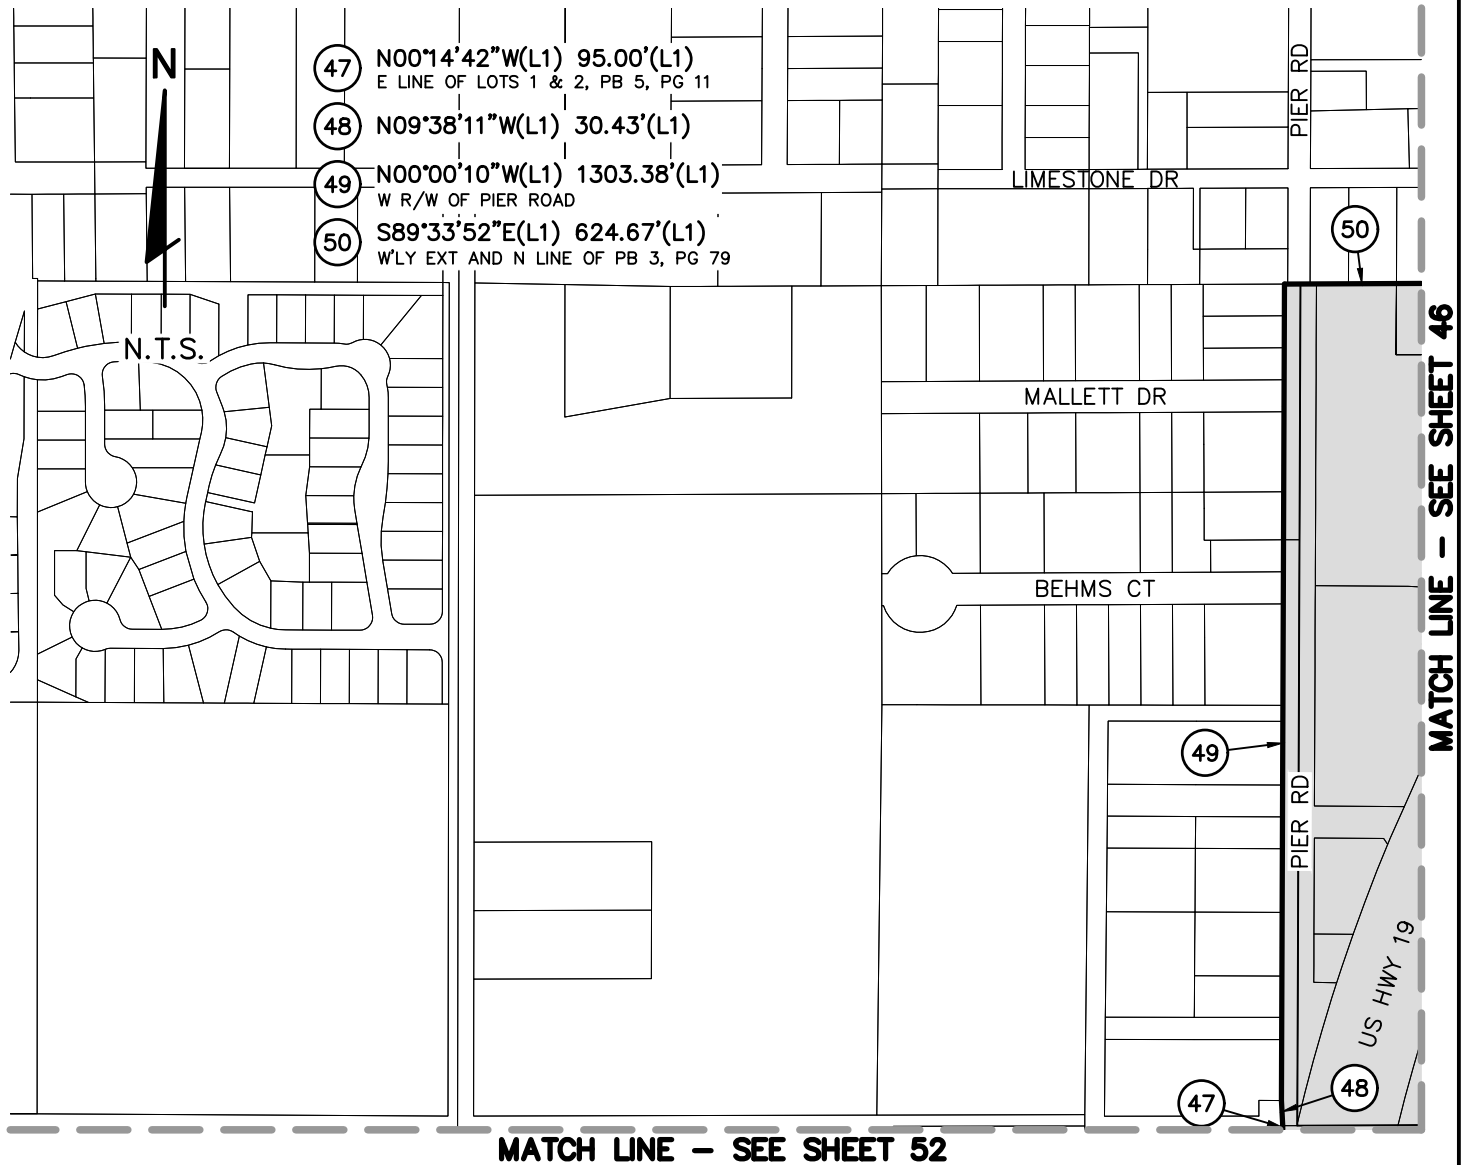 N
47 N00°14'42"W(L1) 95.00'(L1)
E LINE OF LOTS 1 & 2, PB 5, PG 11
48 N09°38'11"W(L1) 30.43'(L1)
49 N00°00'10"W(L1) 1303.38'(L1)
W R/W OF PIER ROAD
50 S89°33'52"E(L1) 624.67'(L1)
W'LY EXT AND N LINE OF PB 3, PG 79
N.T.S.
PIER RD
LIMESTONE DR
50
MALLETT DR
BEHMS CT
49
PIER RD
US HWY 19
48
47
MATCH LINE - SEE SHEET 46
MATCH LINE - SEE SHEET 52